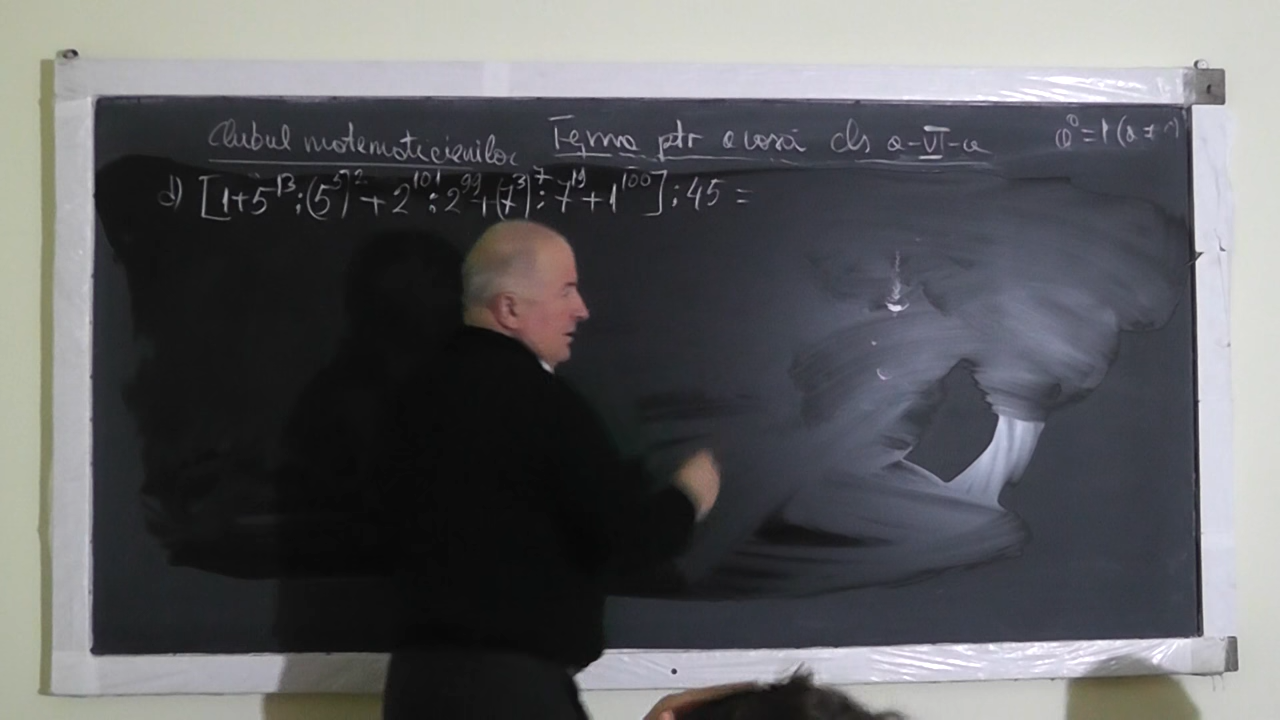 Clubul matematicienilor Tema ptr acasă cls a-VI-a a⁰=1 (a≠
d) [1+5¹³:(5⁵)²+2¹⁰¹:2⁹⁹+(7³)⁷:7¹⁹+1¹⁰⁰]:45=